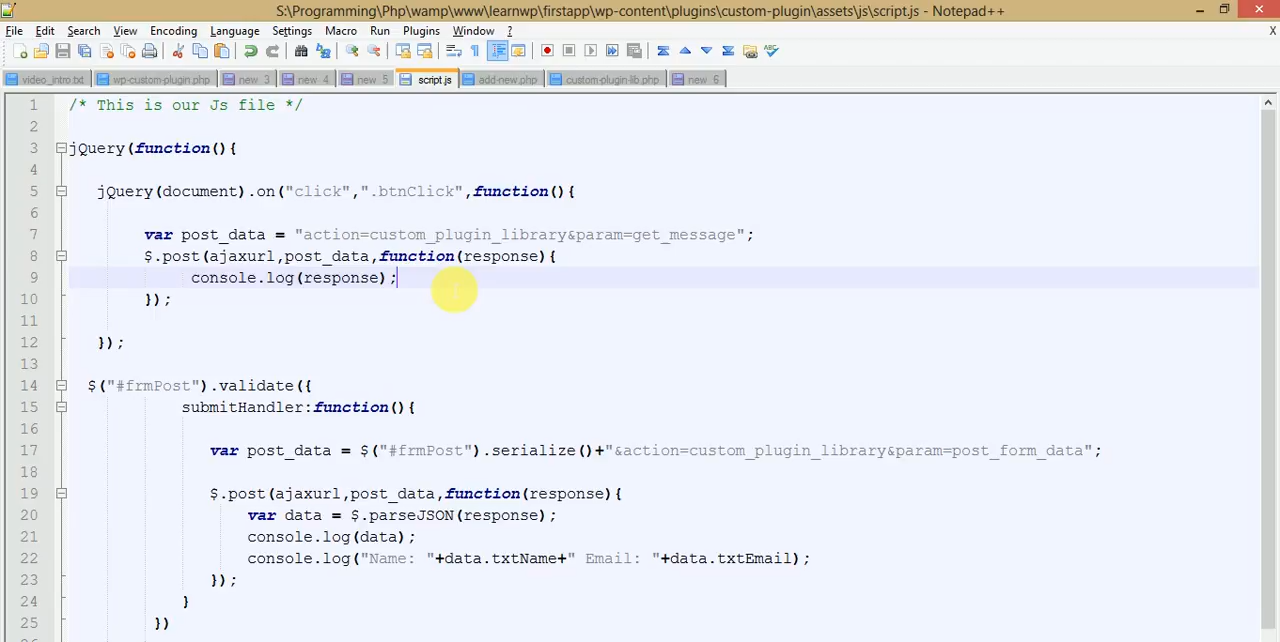 S:\Programming\Php\wamp\www\learnwp\firstapp\wp-content\plugins\custom-plugin\assets\js\script.js - Notepad++
File Edit Search View Encoding Language Settings Macro Run Plugins Window ? X
video_intro.txt wp-custom-plugin.php new 3 new 4 new 5 script.js add-new.php custom-plugin-lib.php new 6
1 /* This is our Js file */
2
3 jQuery(function(){
4
5 jQuery(document).on("click",".btnClick",function(){
6
7 var post_data = "action=custom_plugin_library&param=get_message";
8 $.post(ajaxurl,post_data,function(response){
9 console.log(response);
10 });
11
12 });
13
14 $("#frmPost").validate({
15 submitHandler:function(){
16
17 var post_data = $("#frmPost").serialize()+"&action=custom_plugin_library&param=post_form_data";
18
19 $.post(ajaxurl,post_data,function(response){
20 var data = $.parseJSON(response);
21 console.log(data);
22 console.log("Name: "+data.txtName+" Email: "+data.txtEmail);
23 });
24 }
25 })